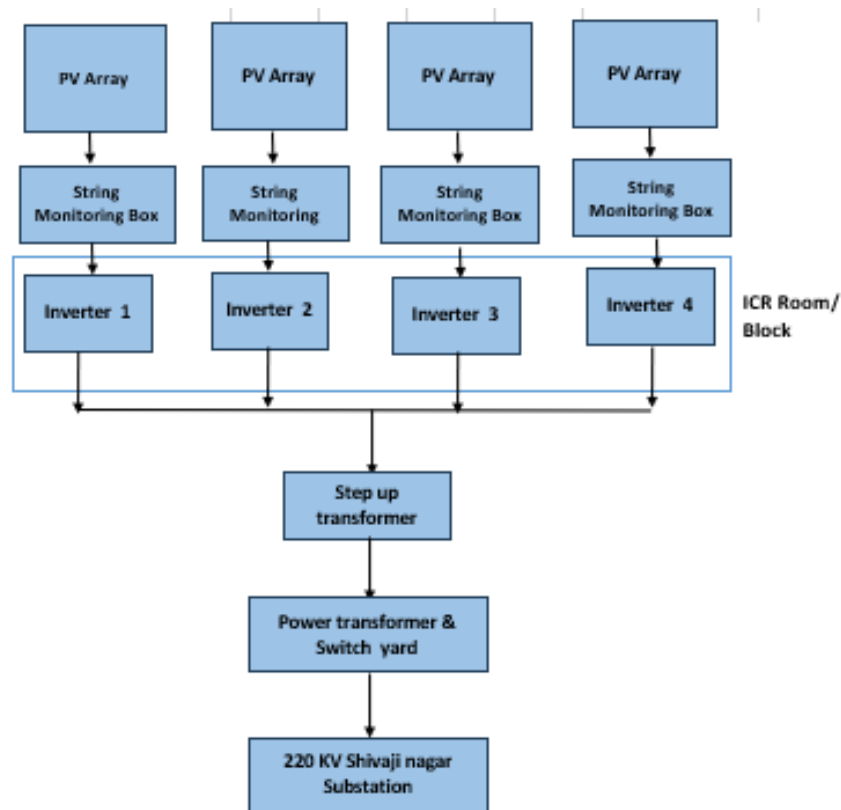 PV Array
PV Array
PV Array
PV Array
String
Monitoring Box
String
Monitoring
String
Monitoring Box
String
Monitoring Box
Inverter 1
Inverter 2
Inverter 3
Inverter 4
ICR Room/
Block
Step up
transformer
Power transformer &
Switch yard
220 KV Shivaji nagar
Substation